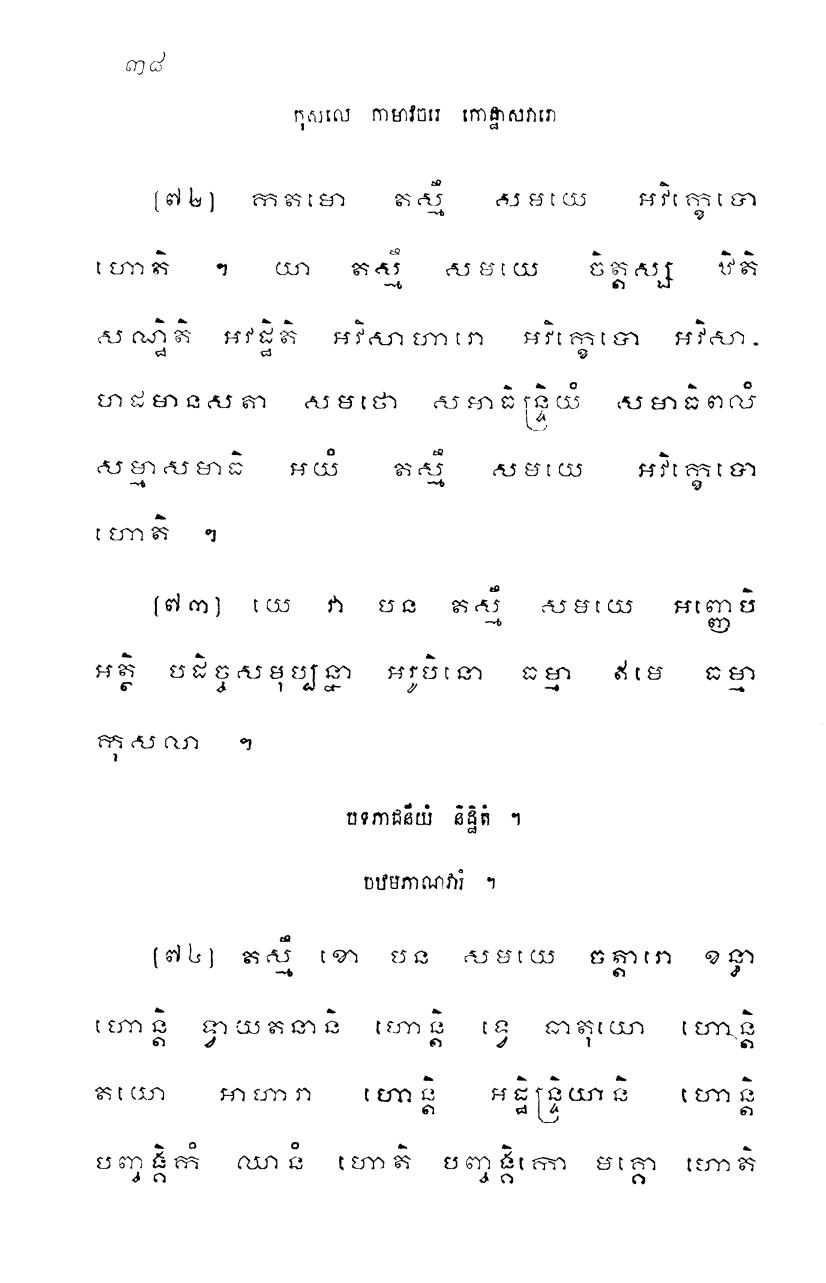 ៣៨
កុសលេ កាមាវចរេ កោដ្ឋាសវារោ
[៧២] កតមោ តស្មឹ សមយេ អវិក្ខេបោ
ហោតិ ។ យា តស្មឹ សមយេ ចិត្តស្ស ឋិតិ
សណ្ឋិតិ អវដ្ឋិតិ អវិសាហារោ អវិក្ខេបោ អវិសា-
ហដមានសតា សមថោ សមាធិន្ទ្រិយំ សមាធិពលំ
សម្មាសមាធិ អយំ តស្មឹ សមយេ អវិក្ខេបោ
ហោតិ ។
[៧៣] យេ វា បន តស្មឹ សមយេ អញ្ញេបិ
អត្ថិ បដិច្ចសមុប្បន្នា អរូបិនោ ធម្មា ឥមេ ធម្មា
កុសលា ។
បទភាជនីយំ និដ្ឋិតំ ។
បឋមភាណវារំ ។
[៧៤] តស្មឹ ខោ បន សមយេ ចត្តារោ ខន្ធា
ហោន្តិ ទ្វាយតនានិ ហោន្តិ ទ្វេ ធាតុយោ ហោន្តិ
តយោ អាហារា ហោន្តិ អដ្ឋិន្ទ្រិយានិ ហោន្តិ
បញ្ចង្គិកំ ឈានំ ហោតិ បញ្ចង្គិកោ មគ្គោ ហោតិ